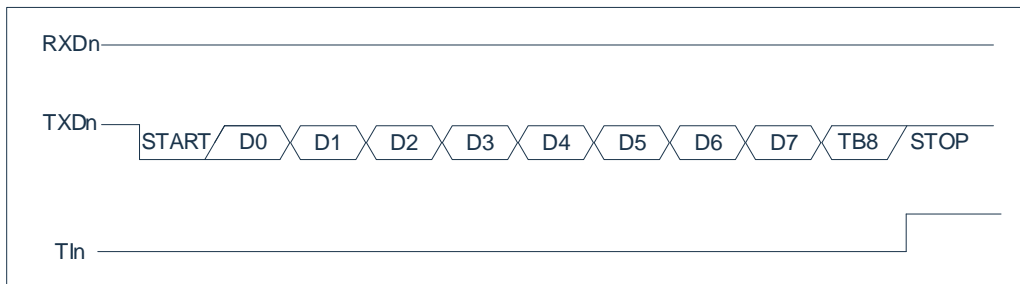 RXDn
TXDn
START D0 D1 D2 D3 D4 D5 D6 D7 TB8 STOP
TIn